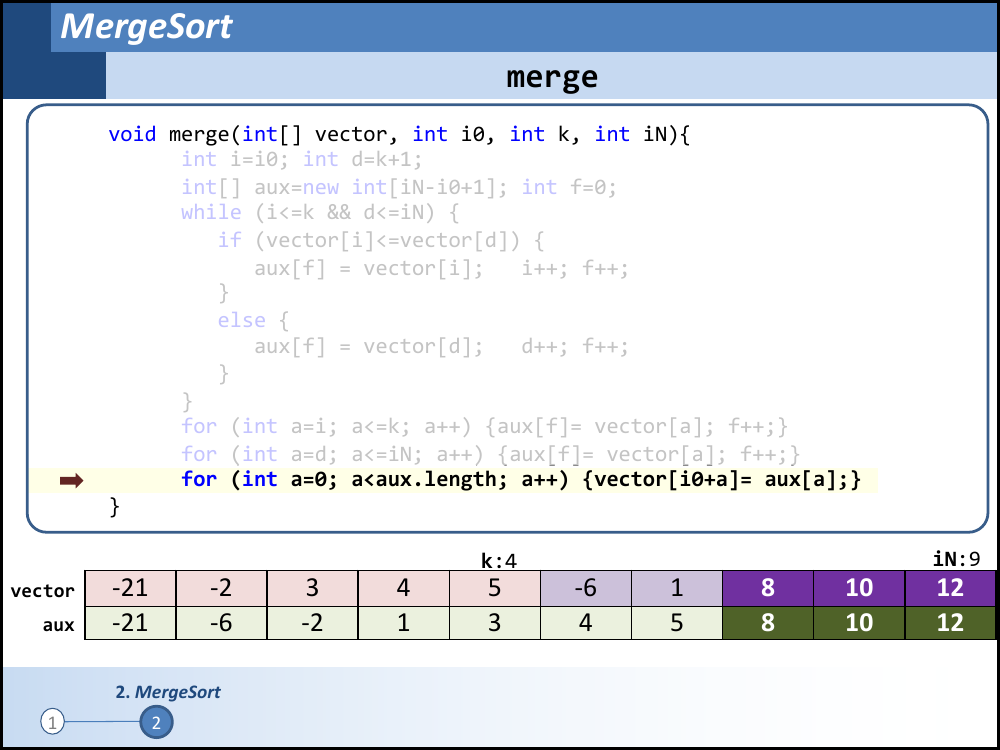 MergeSort
merge
void merge(int[] vector, int i0, int k, int iN){
int i=i0; int d=k+1;
int[] aux=new int[iN-i0+1]; int f=0;
while (i<=k && d<=iN) {
if (vector[i]<=vector[d]) {
aux[f] = vector[i];   i++; f++;
}
else {
aux[f] = vector[d];   d++; f++;
}
}
for (int a=i; a<=k; a++) {aux[f]= vector[a]; f++;}
for (int a=d; a<=iN; a++) {aux[f]= vector[a]; f++;}
for (int a=0; a<aux.length; a++) {vector[i0+a]= aux[a];}
}
k:4 iN:9
vector -21 -2 3 4 5 -6 1 8 10 12
aux -21 -6 -2 1 3 4 5 8 10 12
2. MergeSort
1 2